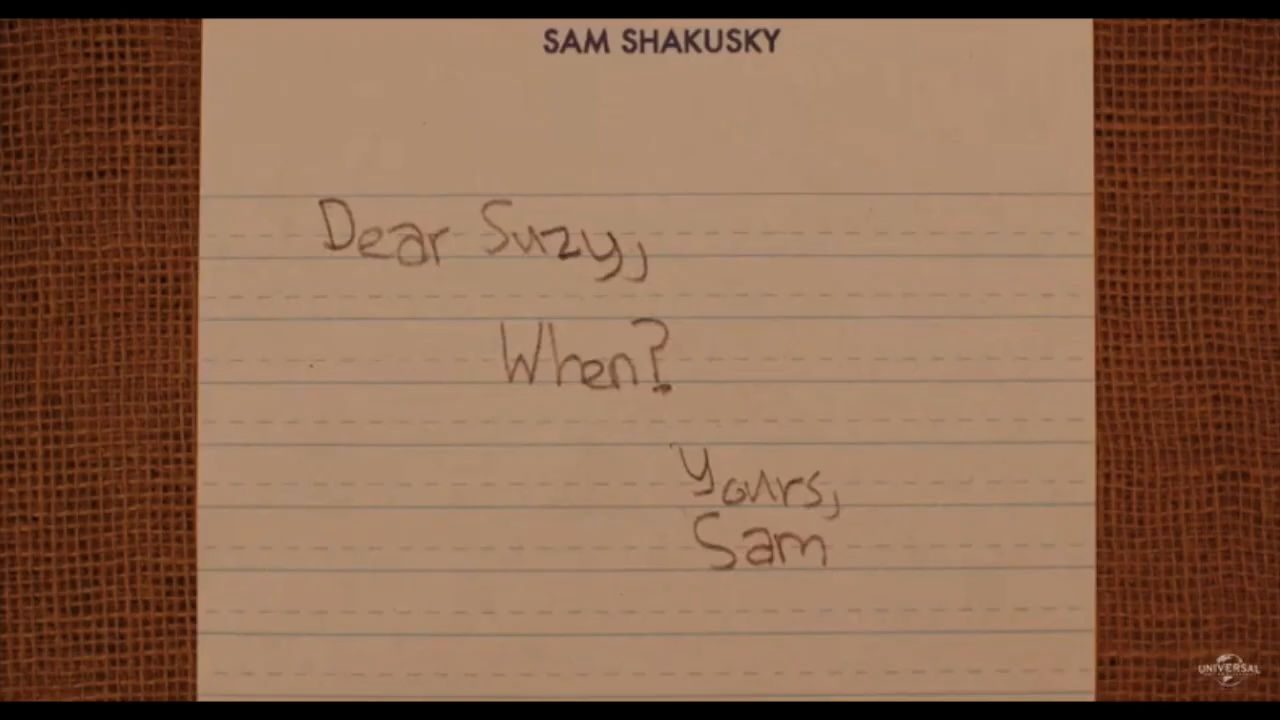 SAM SHAKUSKY
Dear Suzy,
When?
Yours,
Sam
UNIVERSAL